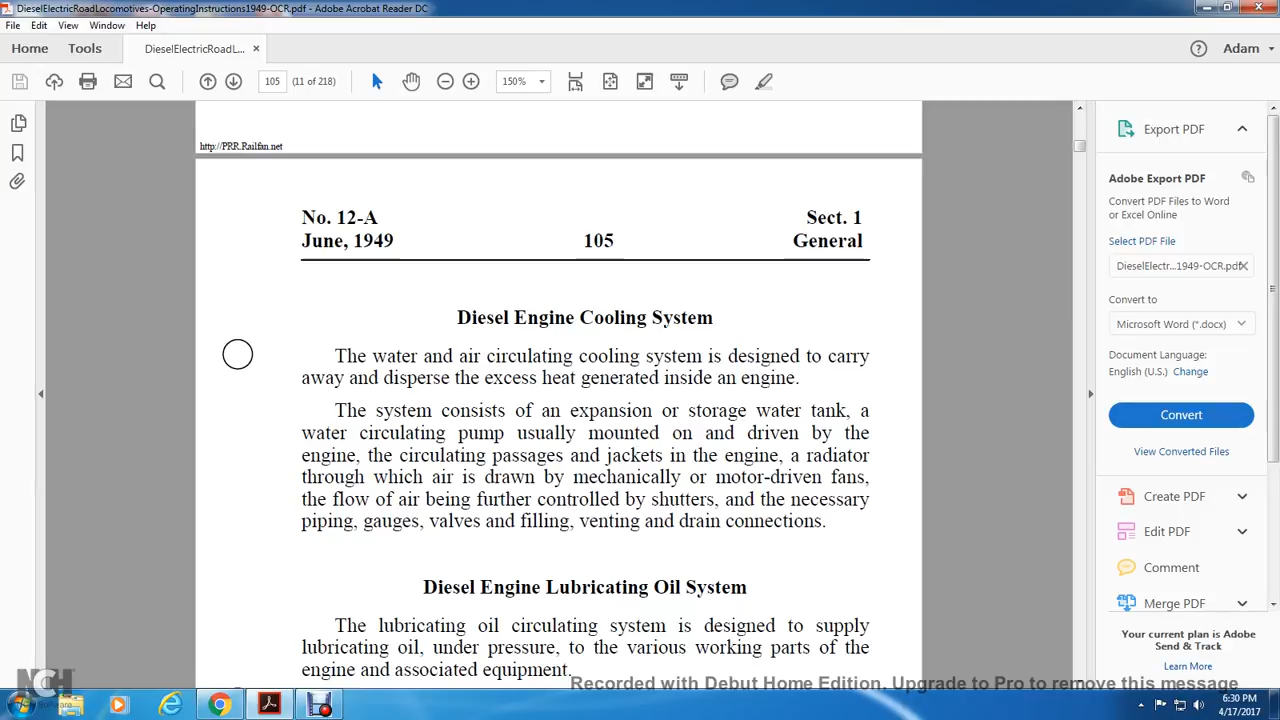 DieselElectricRoadLocomotives-OperatingInstructions1949-OCR.pdf - Adobe Acrobat Reader DC
File Edit View Window Help
Home Tools DieselElectricRoadL... × Adam
105 (11 of 218) 150%
http://PRR.Railfan.net
No. 12-A Sect. 1
June, 1949 105 General
Diesel Engine Cooling System
The water and air circulating cooling system is designed to carry
away and disperse the excess heat generated inside an engine.
The system consists of an expansion or storage water tank, a
water circulating pump usually mounted on and driven by the
engine, the circulating passages and jackets in the engine, a radiator
through which air is drawn by mechanically or motor-driven fans,
the flow of air being further controlled by shutters, and the necessary
piping, gauges, valves and filling, venting and drain connections.
Diesel Engine Lubricating Oil System
The lubricating oil circulating system is designed to supply
lubricating oil, under pressure, to the various working parts of the
engine and associated equipment.
Export PDF
Adobe Export PDF
Convert PDF Files to Word
or Excel Online
Select PDF File
DieselElectr...1949-OCR.pdf
Convert to
Microsoft Word (*.docx)
Document Language:
English (U.S.) Change
Convert
View Converted Files
Create PDF
Edit PDF
Comment
Merge PDF
Your current plan is Adobe
Send & Track
Learn More
NCH
Software
Recorded with Debut Home Edition. Upgrade to Pro to remove this message
6:30 PM
4/17/2017